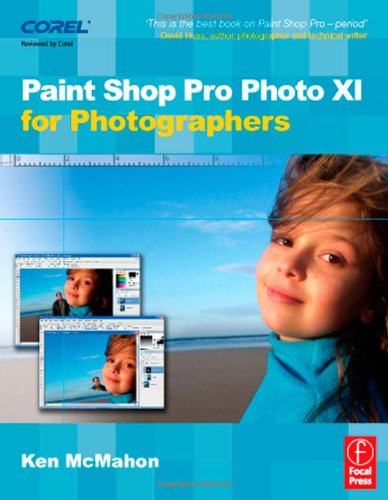 COREL
Reviewed by Corel
'This is the best book on Paint Shop Pro – period'
David Huss, author, photographer and technical writer
Paint Shop Pro Photo XI
for Photographers
Ken McMahon
Focal
Press